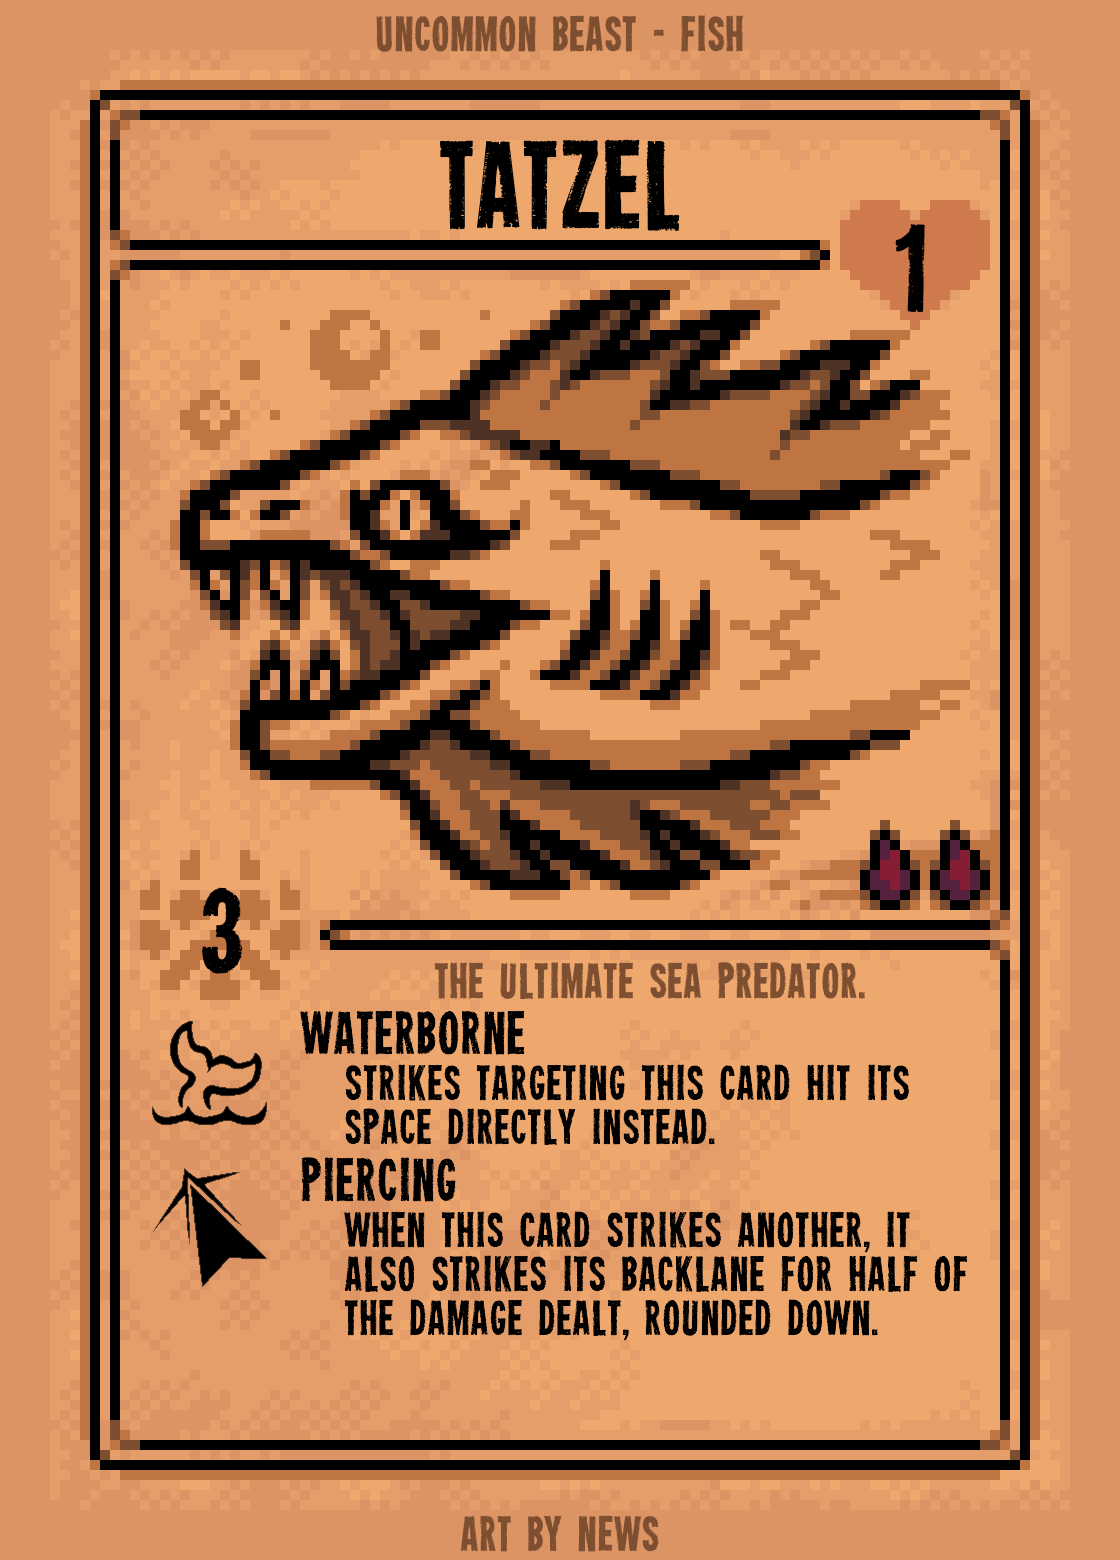 UNCOMMON BEAST - FISH
TATZEL
1
3
THE ULTIMATE SEA PREDATOR.
WATERBORNE
STRIKES TARGETING THIS CARD HIT ITS
SPACE DIRECTLY INSTEAD.
PIERCING
WHEN THIS CARD STRIKES ANOTHER, IT
ALSO STRIKES ITS BACKLANE FOR HALF OF
THE DAMAGE DEALT, ROUNDED DOWN.
ART BY NEWS